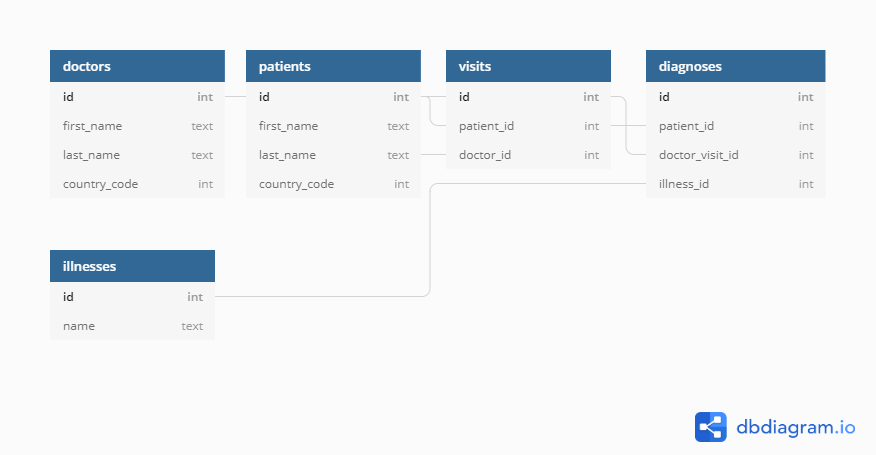 doctors
id int
first_name text
last_name text
country_code int
patients
id int
first_name text
last_name text
country_code int
visits
id int
patient_id int
doctor_id int
diagnoses
id int
patient_id int
doctor_visit_id int
illness_id int
illnesses
id int
name text
dbdiagram.io